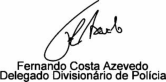 Fernando Costa Azevedo
Delegado Divisionário de Polícia